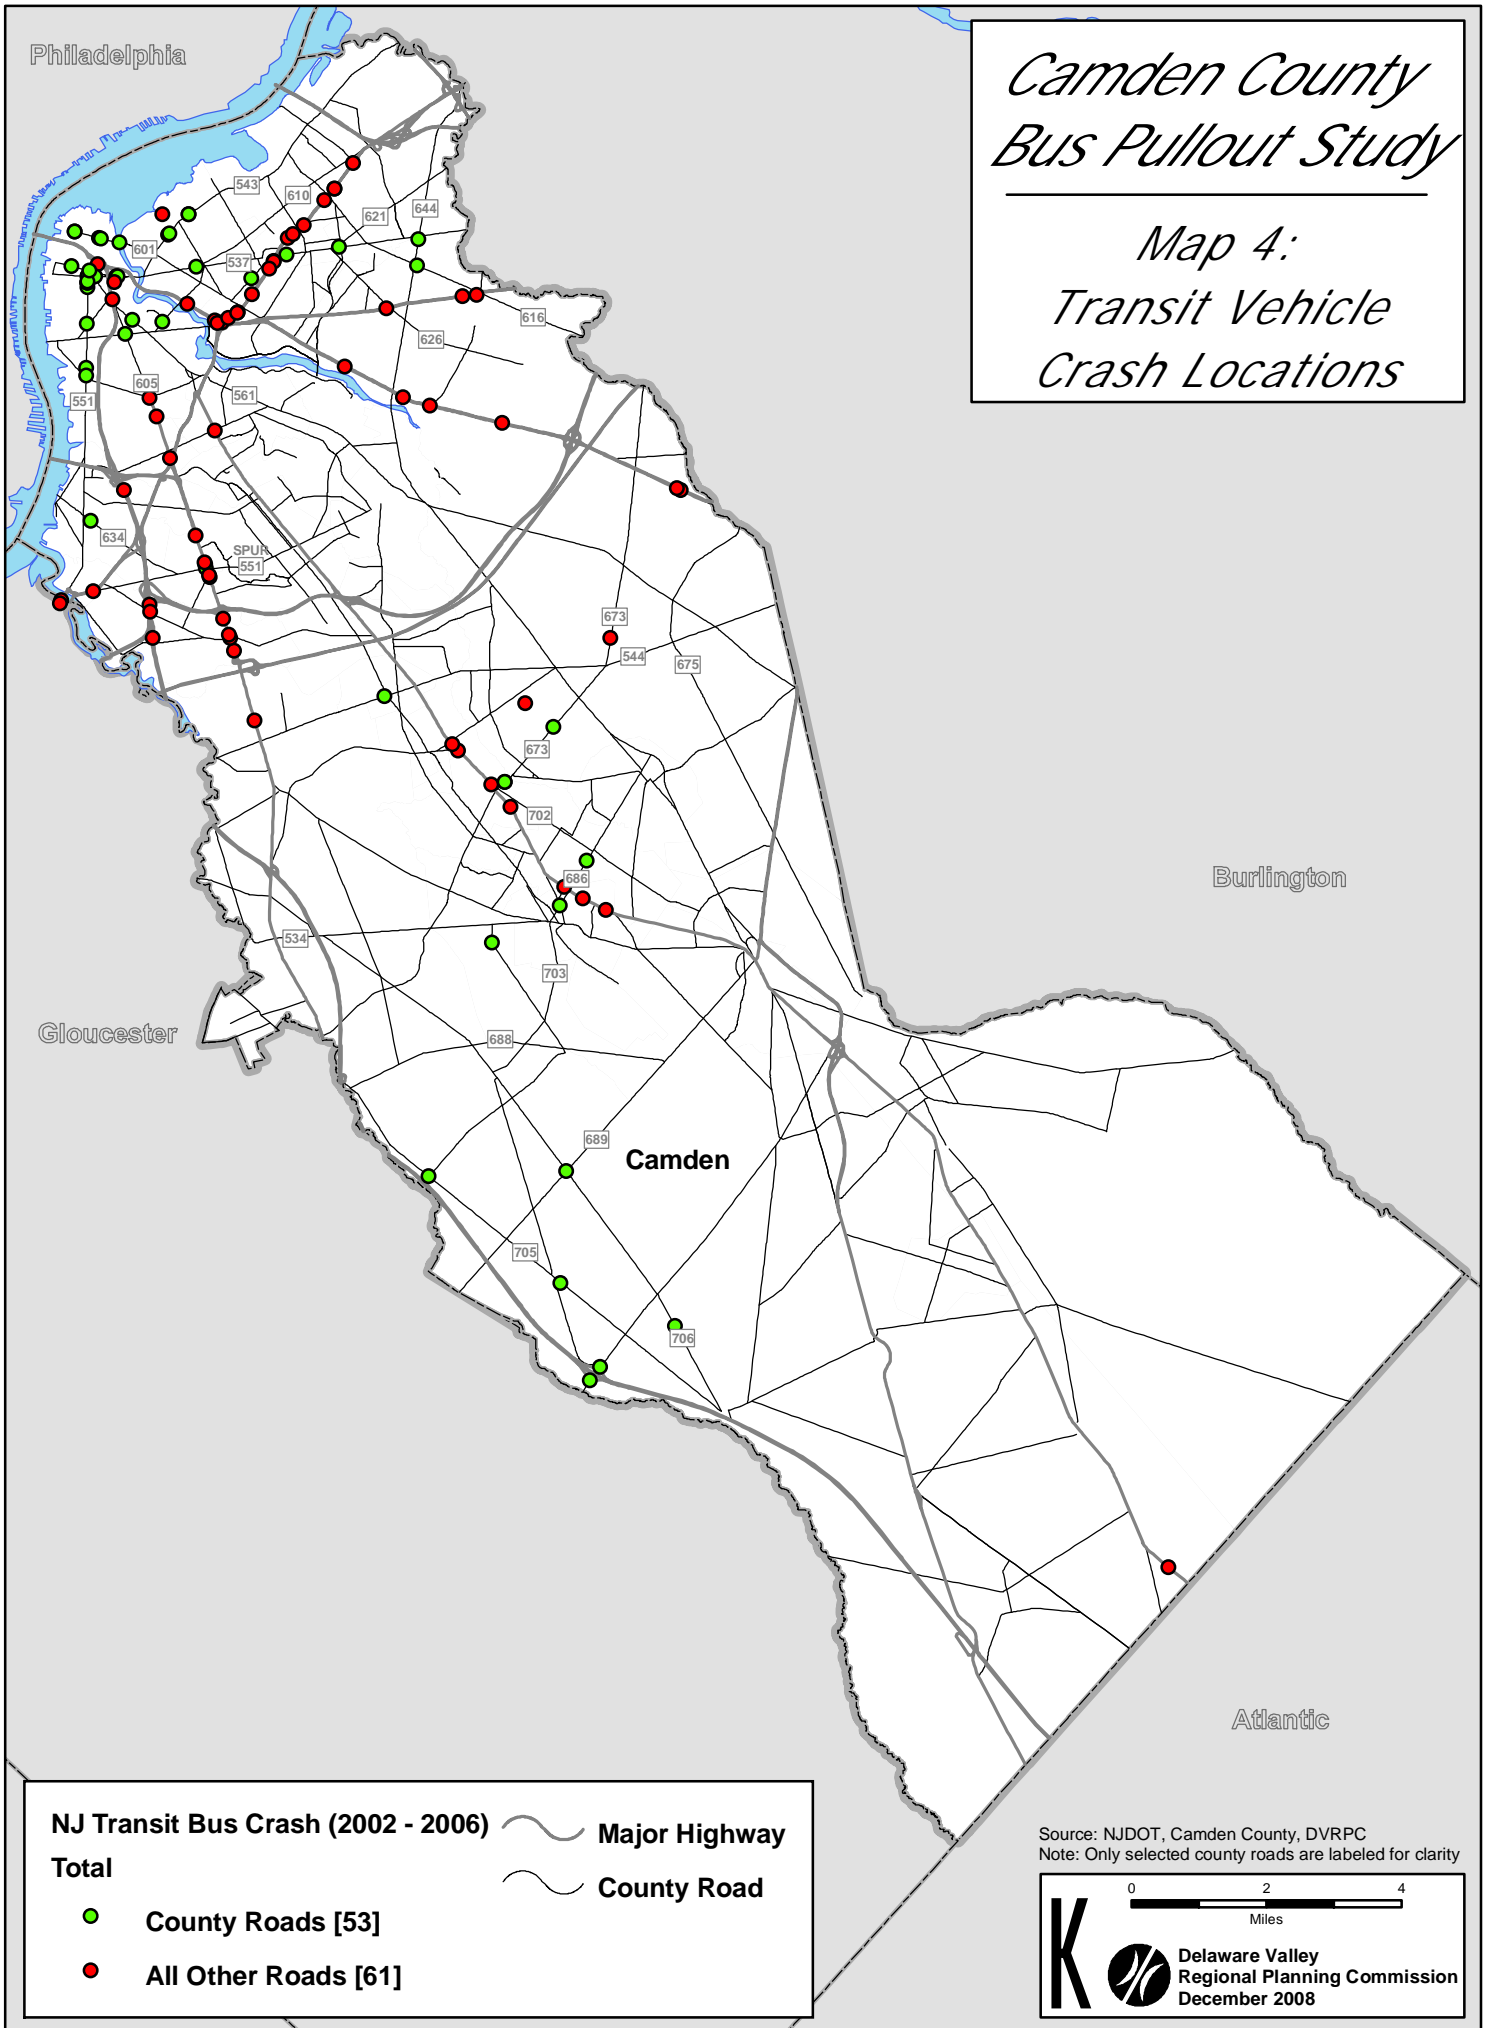 Philadelphia
Camden County
Bus Pullout Study
Map 4:
Transit Vehicle
Crash Locations
543
610
621
644
601
537
616
626
605
551
561
634
SPUR
551
673
544
675
673
702
686
534
703
688
689
705
706
Burlington
Gloucester
Camden
Atlantic
NJ Transit Bus Crash (2002 - 2006)
Total
County Roads [53]
All Other Roads [61]
Major Highway
County Road
Source: NJDOT, Camden County, DVRPC
Note: Only selected county roads are labeled for clarity
0 2 4
Miles
Delaware Valley
Regional Planning Commission
December 2008